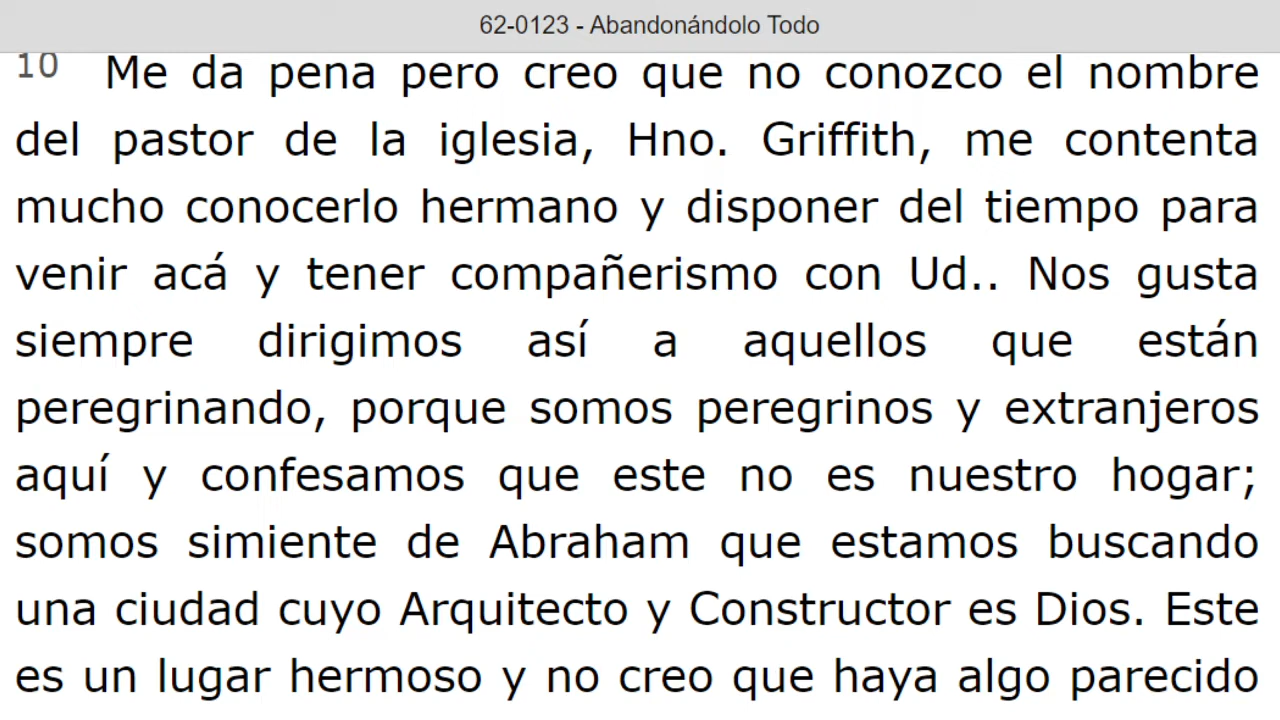 62-0123 - Abandonándolo Todo
10 Me da pena pero creo que no conozco el nombre
del pastor de la iglesia, Hno. Griffith, me contenta
mucho conocerlo hermano y disponer del tiempo para
venir acá y tener compañerismo con Ud.. Nos gusta
siempre dirigimos así a aquellos que están
peregrinando, porque somos peregrinos y extranjeros
aquí y confesamos que este no es nuestro hogar;
somos simiente de Abraham que estamos buscando
una ciudad cuyo Arquitecto y Constructor es Dios. Este
es un lugar hermoso y no creo que haya algo parecido